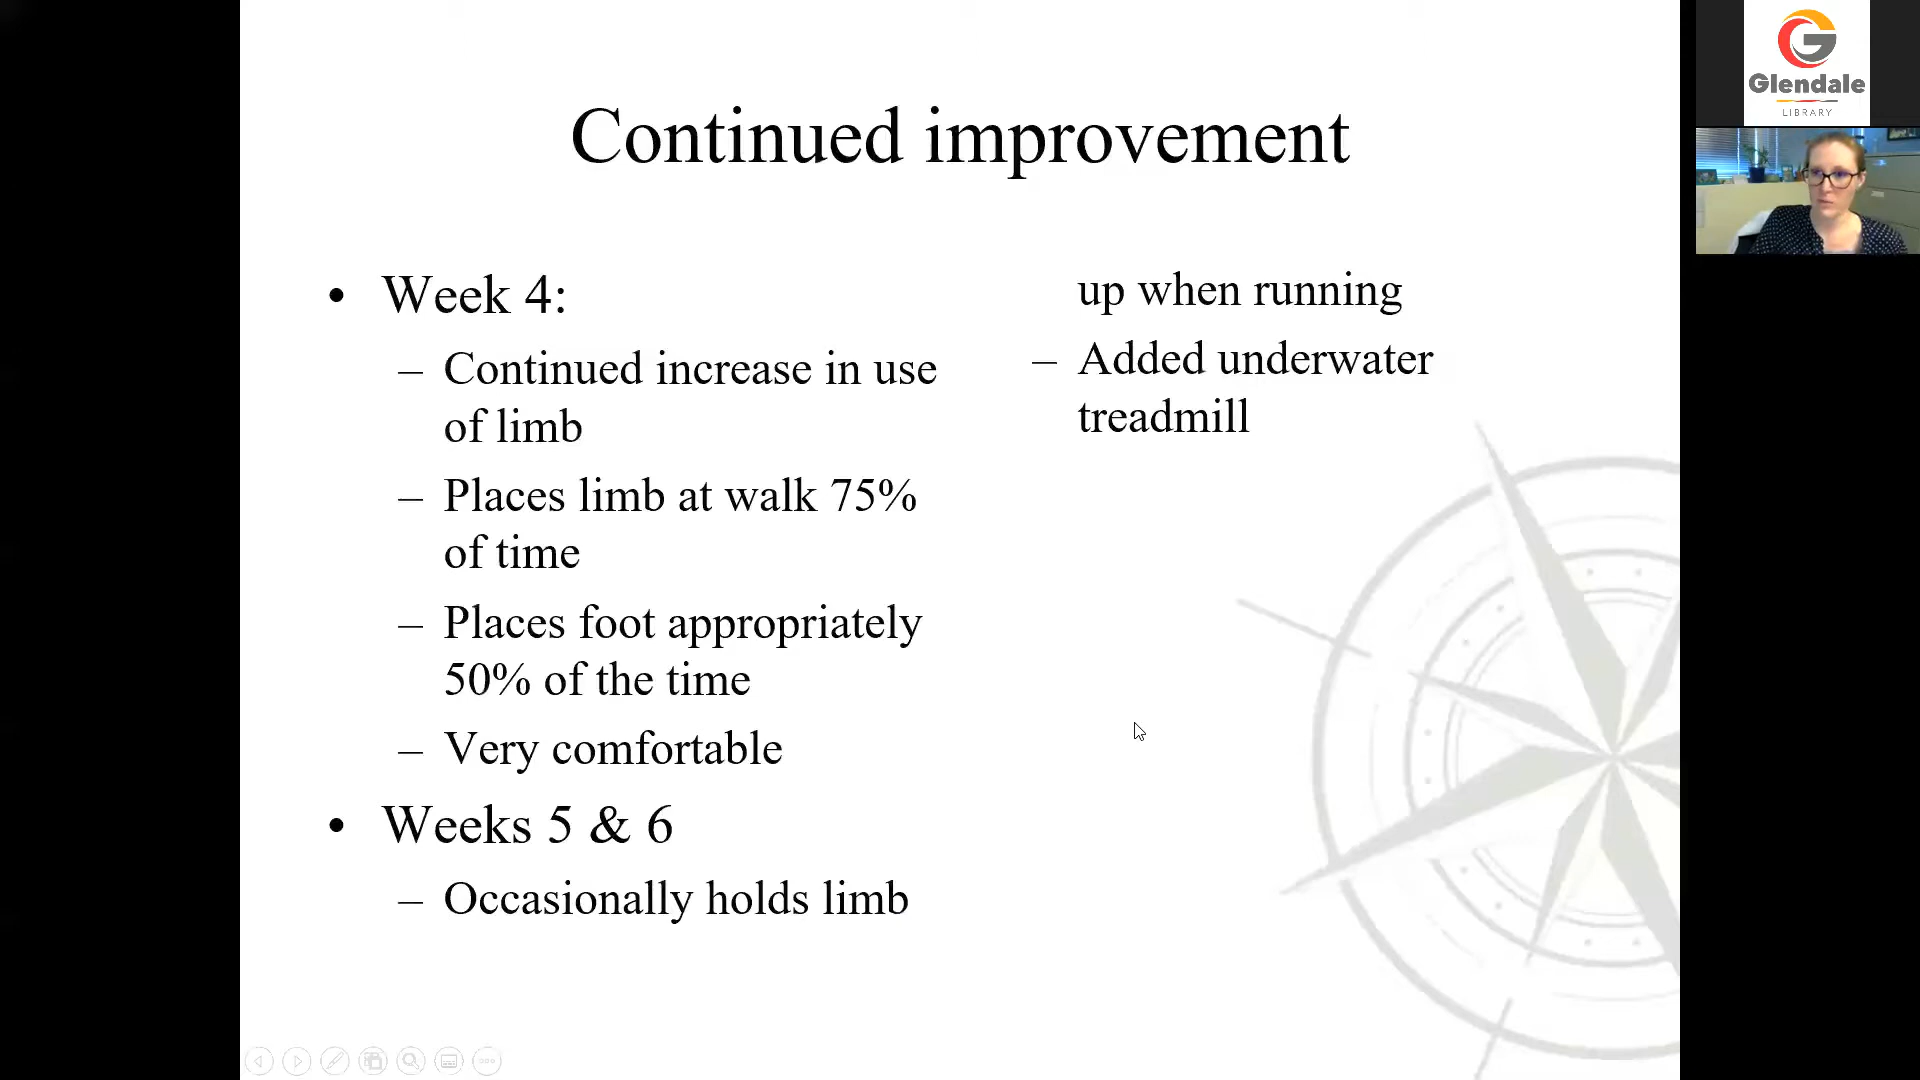 Continued improvement
• Week 4:
– Continued increase in use
of limb
– Places limb at walk 75%
of time
– Places foot appropriately
50% of the time
– Very comfortable
• Weeks 5 & 6
– Occasionally holds limb
up when running
– Added underwater
treadmill
G
Glendale
LIBRARY